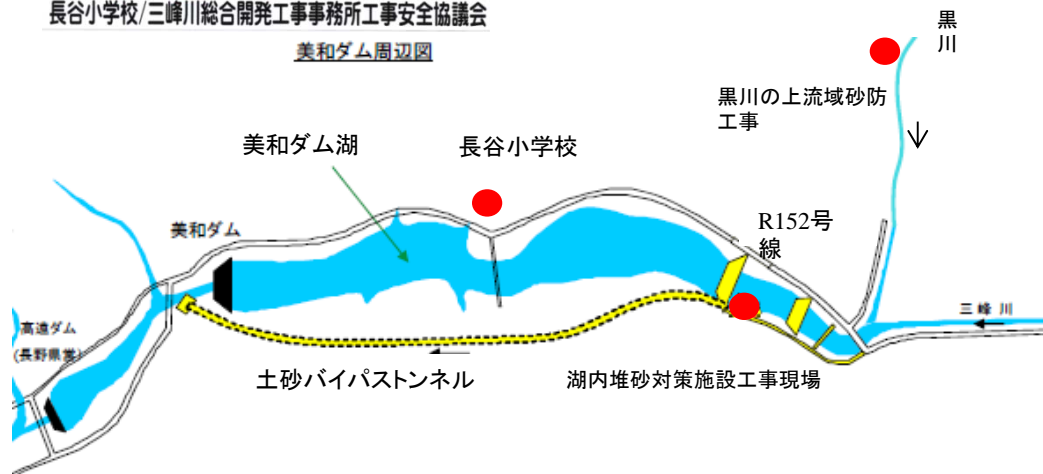 長谷小学校/三峰川総合開発工事事務所工事安全協議会
美和ダム周辺図
黒
川
黒川の上流域砂防
工事
美和ダム湖
長谷小学校
R152号
線
美和ダム
三峰川
高遠ダム
(長野県営)
土砂バイパストンネル
湖内堆砂対策施設工事現場